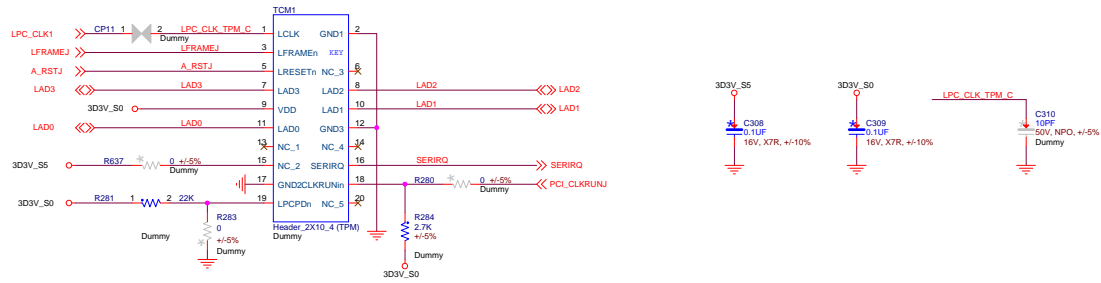 TCM1
LPC_CLK1 CP11 1 2 LPC_CLK_TPM_C 1 LCLK GND1 2
Dummy
LFRAMEJ LFRAMEJ 3 LFRAMEn KEY
A_RSTJ A_RSTJ 5 LRESETn NC_3 6
LAD3 LAD3 7 LAD3 LAD2 8 LAD2 LAD2
3D3V_S0 9 VDD LAD1 10 LAD1 LAD1
LAD0 LAD0 11 LAD0 GND3 12
13 NC_1 NC_4 14
3D3V_S5 R637 0 +/-5% 15 NC_2 SERIRQ 16 SERIRQ SERIRQ
Dummy
17 GND2 CLKRUNin 18 R280 0 +/-5% PCI_CLKRUNJ
Dummy
3D3V_S0 R281 1 2 22K 19 LPCPDn NC_5 20
Dummy
R283
0
+/-5%
Dummy
Header_2X10_4 (TPM)
Dummy
R284
2.7K
+/-5%
Dummy
3D3V_S0
3D3V_S5
C308
0.1UF
16V, X7R, +/-10%
3D3V_S0
C309
0.1UF
16V, X7R, +/-10%
LPC_CLK_TPM_C
C310
10PF
50V, NPO, +/-5%
Dummy